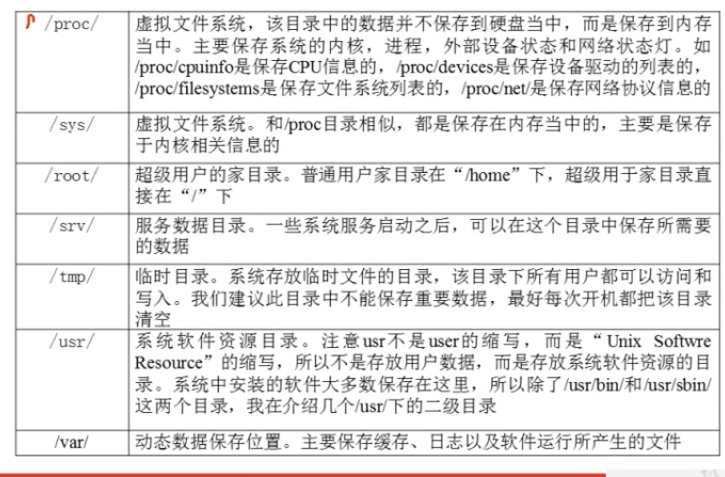 /proc/
虚拟文件系统，该目录中的数据并不保存到硬盘当中，而是保存到内存
当中。主要保存系统的内核，进程，外部设备状态和网络状态灯。如
/proc/cpuinfo是保存CPU信息的，/proc/devices是保存设备驱动的列表的，
/proc/filesystems是保存文件系统列表的，/proc/net/是保存网络协议信息的
/sys/
虚拟文件系统。和/proc目录相似，都是保存在内存当中的，主要是保存
于内核相关信息的
/root/
超级用户的家目录。普通用户家目录在“/home”下，超级用于家目录直
接在“/”下
/srv/
服务数据目录。一些系统服务启动之后，可以在这个目录中保存所需要
的数据
/tmp/
临时目录。系统存放临时文件的目录，该目录下所有用户都可以访问和
写入。我们建议此目录中不能保存重要数据，最好每次开机都把该目录
清空
/usr/
系统软件资源目录。注意usr不是user的缩写，而是“Unix Softwre
Resource”的缩写，所以不是存放用户数据，而是存放系统软件资源的目
录。系统中安装的软件大多数保存在这里，所以除了/usr/bin/和/usr/sbin/
这两个目录，我在介绍几个/usr/下的二级目录
/var/
动态数据保存位置。主要保存缓存、日志以及软件运行所产生的文件